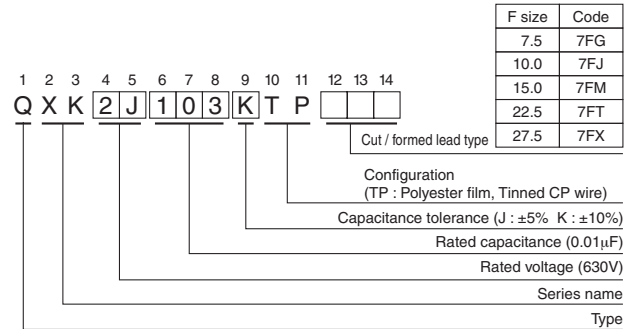 F size Code
7.5 7FG
10.0 7FJ
15.0 7FM
22.5 7FT
27.5 7FX
1 2 3 4 5 6 7 8 9 10 11 12 13 14
Q X K 2 J 1 0 3 K T P
Cut / formed lead type
Configuration
(TP : Polyester film, Tinned CP wire)
Capacitance tolerance (J : ±5% K : ±10%)
Rated capacitance (0.01μF)
Rated voltage (630V)
Series name
Type